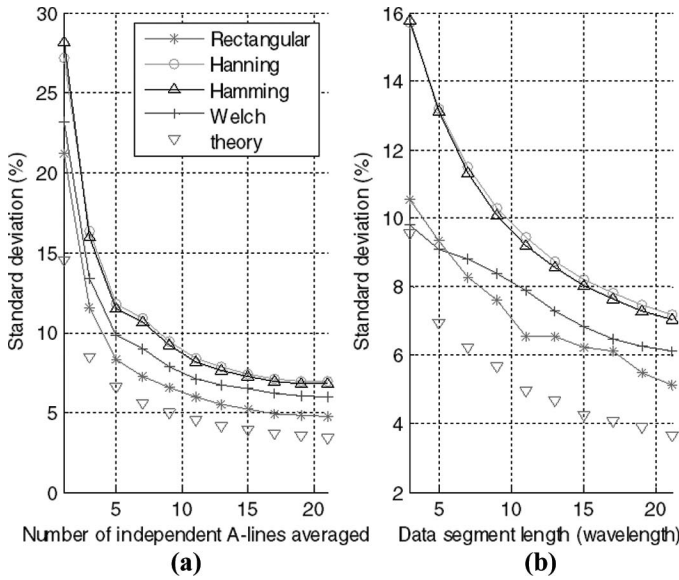 30
25
20
15
10
5
0
Standard deviation (%)
Rectangular
Hanning
Hamming
Welch
theory
5 10 15 20
Number of independent A-lines averaged
(a)
16
14
12
10
8
6
4
2
Standard deviation (%)
5 10 15 20
Data segment length (wavelength)
(b)